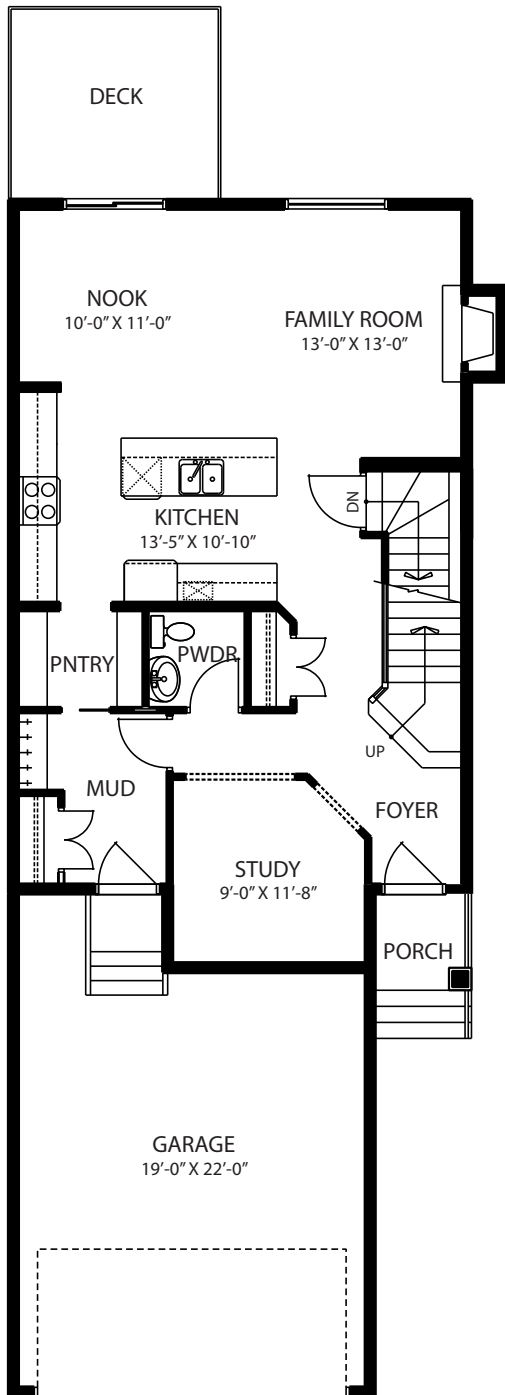 DECK
NOOK
10'-0" X 11'-0"
FAMILY ROOM
13'-0" X 13'-0"
DN
KITCHEN
13'-5" X 10'-10"
PNTRY
PWDR
UP
MUD
FOYER
STUDY
9'-0" X 11'-8"
PORCH
GARAGE
19'-0" X 22'-0"